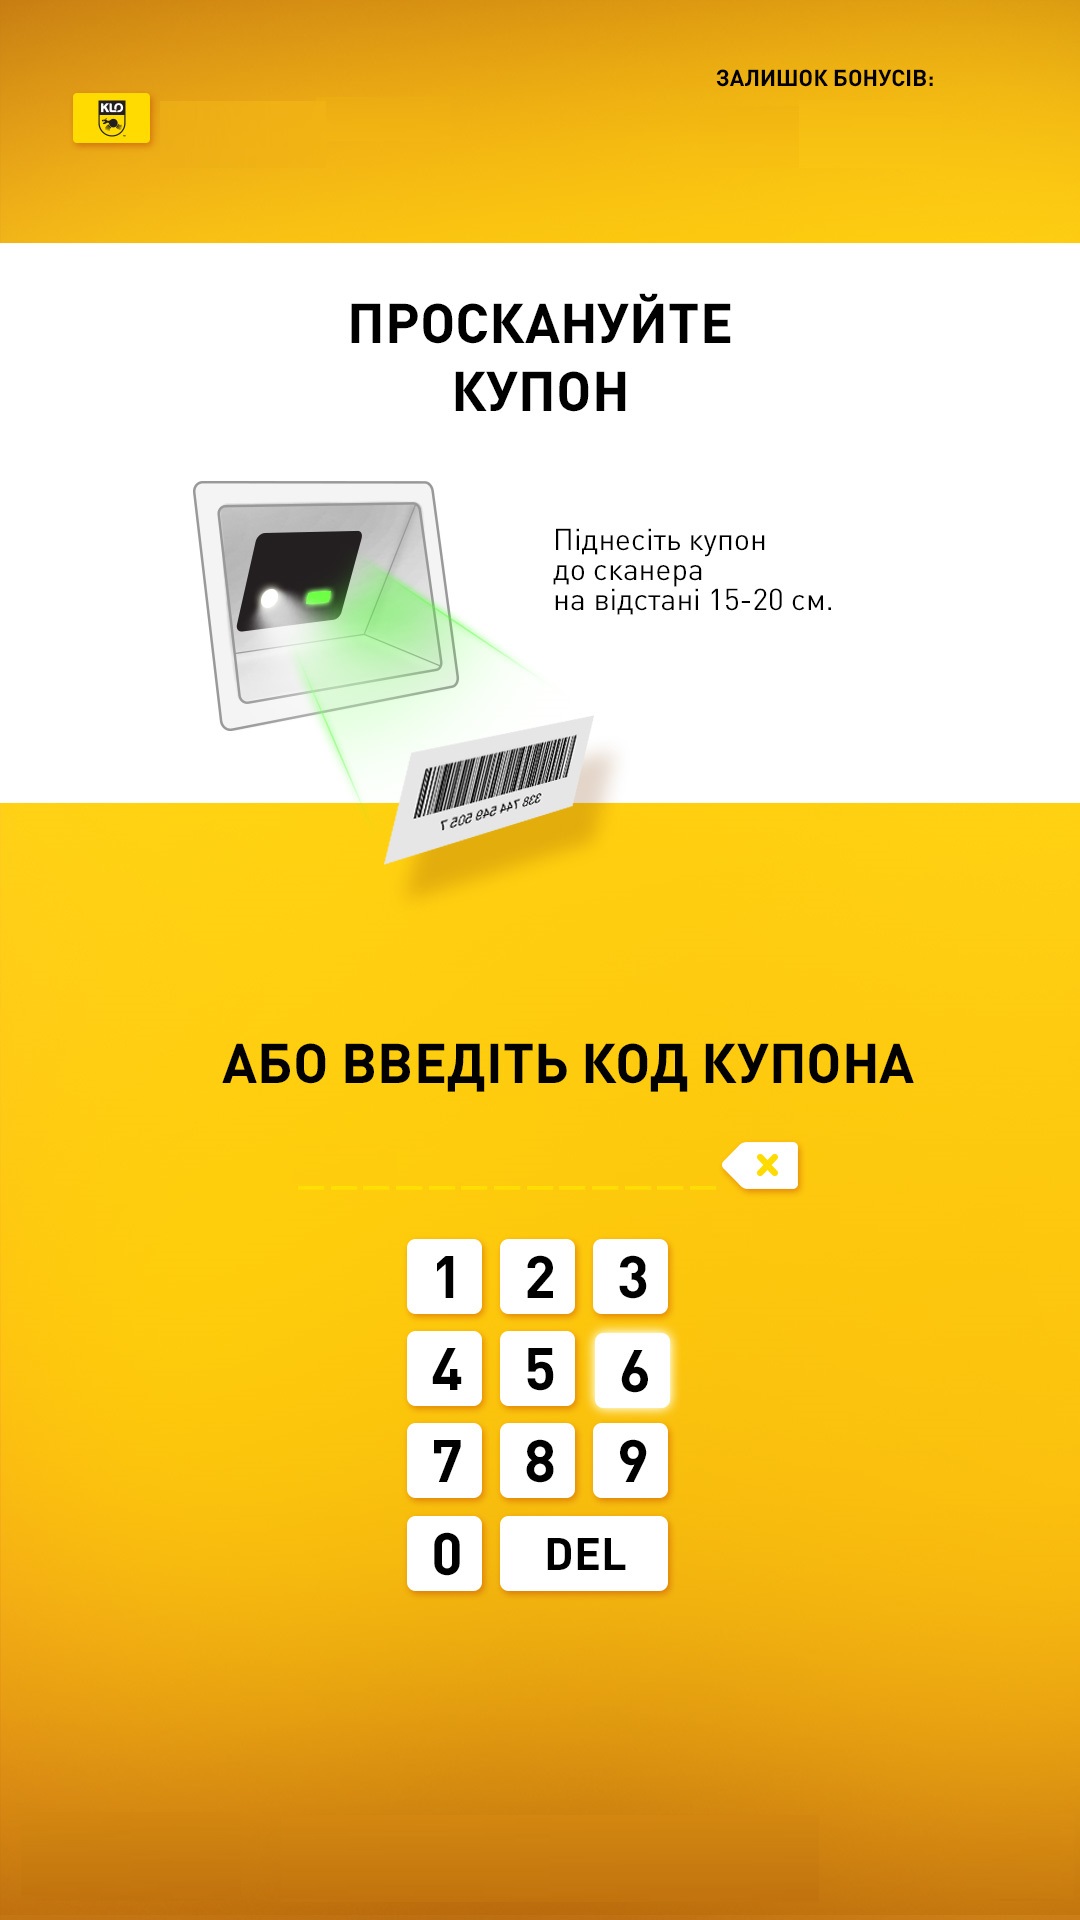 ЗАЛИШОК БОНУСІВ:
KLO
ПРОСКАНУЙТЕ
КУПОН
Піднесіть купон
до сканера
на відстані 15-20 см.
338 744 549 505 7
АБО ВВЕДІТЬ КОД КУПОНА
1 2 3
4 5 6
7 8 9
0 DEL